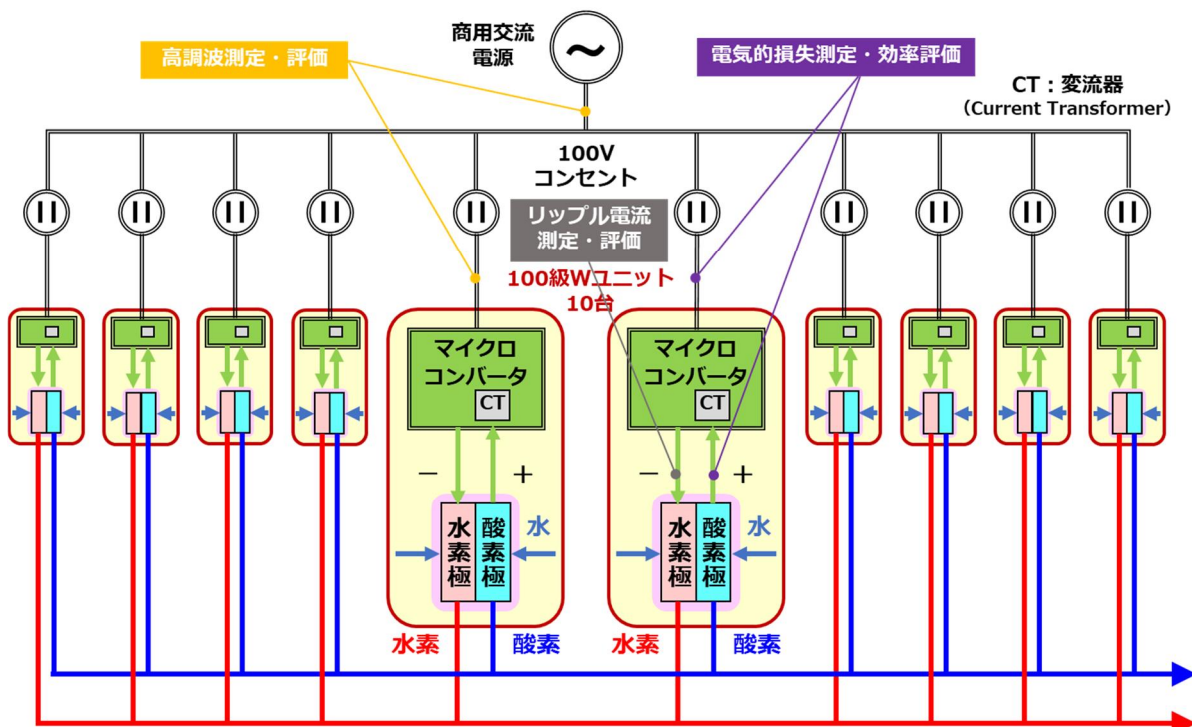 商用交流
電源
～
高調波測定・評価
電気的損失測定・効率評価
CT：変流器
（Current Transformer）
100V
コンセント
リップル電流
測定・評価
100級Wユニット
10台
マイクロ
コンバータ
CT
マイクロ
コンバータ
CT
－
＋
－
＋
水素極
酸素極
水
水素極
酸素極
水
水素
酸素
水素
酸素